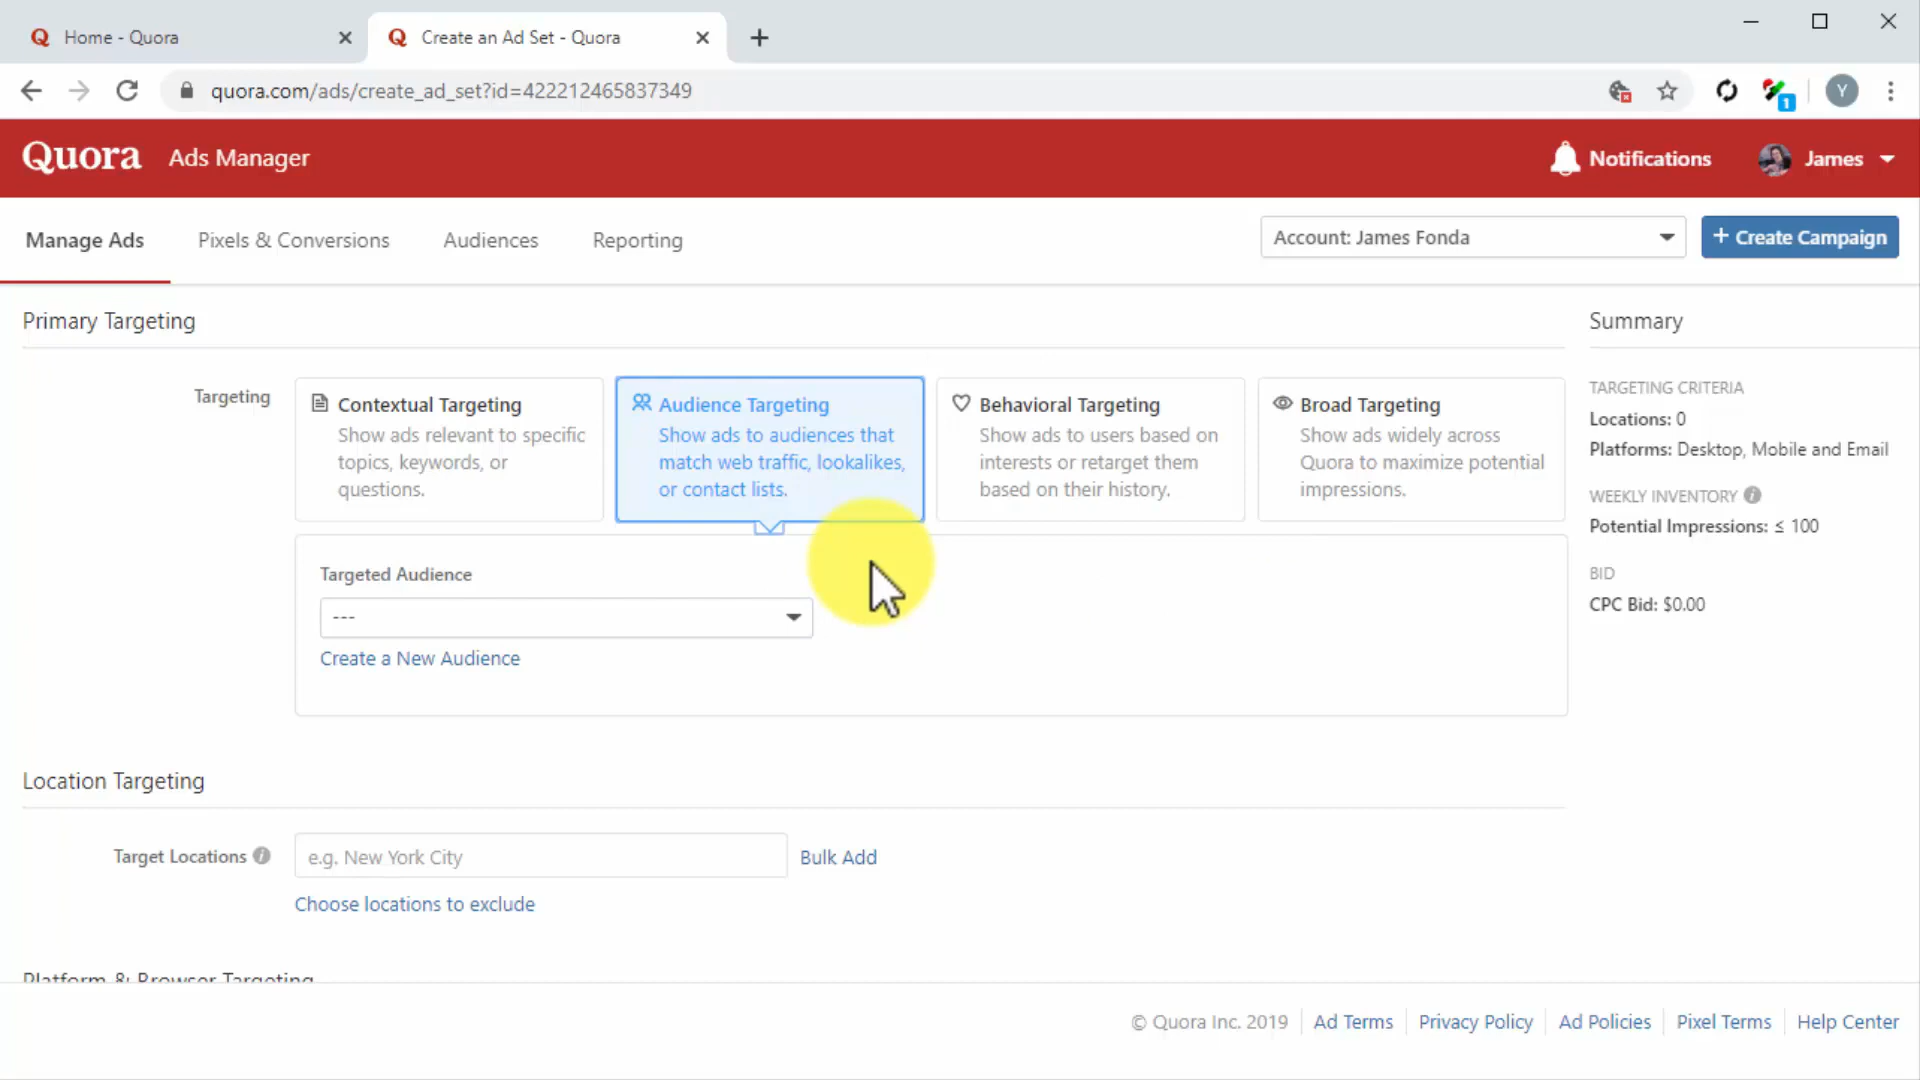 Home - Quora
Create an Ad Set - Quora
quora.com/ads/create_ad_set?id=422212465837349
1
Y
Quora Ads Manager
Notifications
James
Manage Ads
Pixels & Conversions
Audiences
Reporting
Account: James Fonda
+ Create Campaign
Primary Targeting
Targeting
Contextual Targeting
Show ads relevant to specific
topics, keywords, or
questions.
Audience Targeting
Show ads to audiences that
match web traffic, lookalikes,
or contact lists.
Behavioral Targeting
Show ads to users based on
interests or retarget them
based on their history.
Broad Targeting
Show ads widely across
Quora to maximize potential
impressions.
Targeted Audience
---
Create a New Audience
Summary
TARGETING CRITERIA
Locations: 0
Platforms: Desktop, Mobile and Email
WEEKLY INVENTORY
Potential Impressions: ≤ 100
BID
CPC Bid: $0.00
Location Targeting
Target Locations
e.g. New York City
Bulk Add
Choose locations to exclude
Platform & Browser Targeting
© Quora Inc. 2019
Ad Terms
Privacy Policy
Ad Policies
Pixel Terms
Help Center